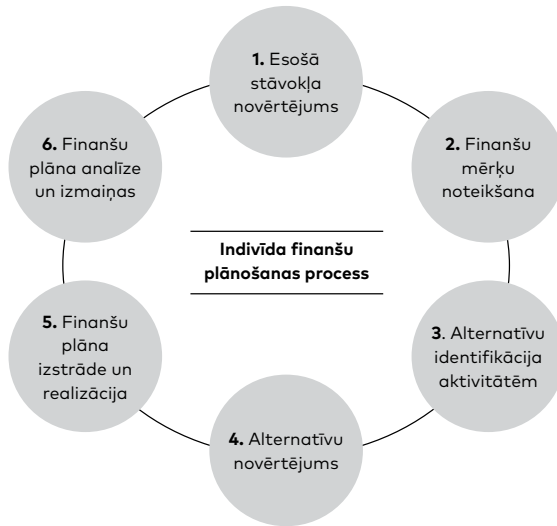 1. Esošā
stāvokļa
novērtējums
2. Finanšu
mērķu
noteikšana
3. Alternatīvu
identifikācija
aktivitātēm
4. Alternatīvu
novērtējums
5. Finanšu
plāna
izstrāde un
realizācija
6. Finanšu
plāna analīze
un izmaiņas
Indivīda finanšu
plānošanas process